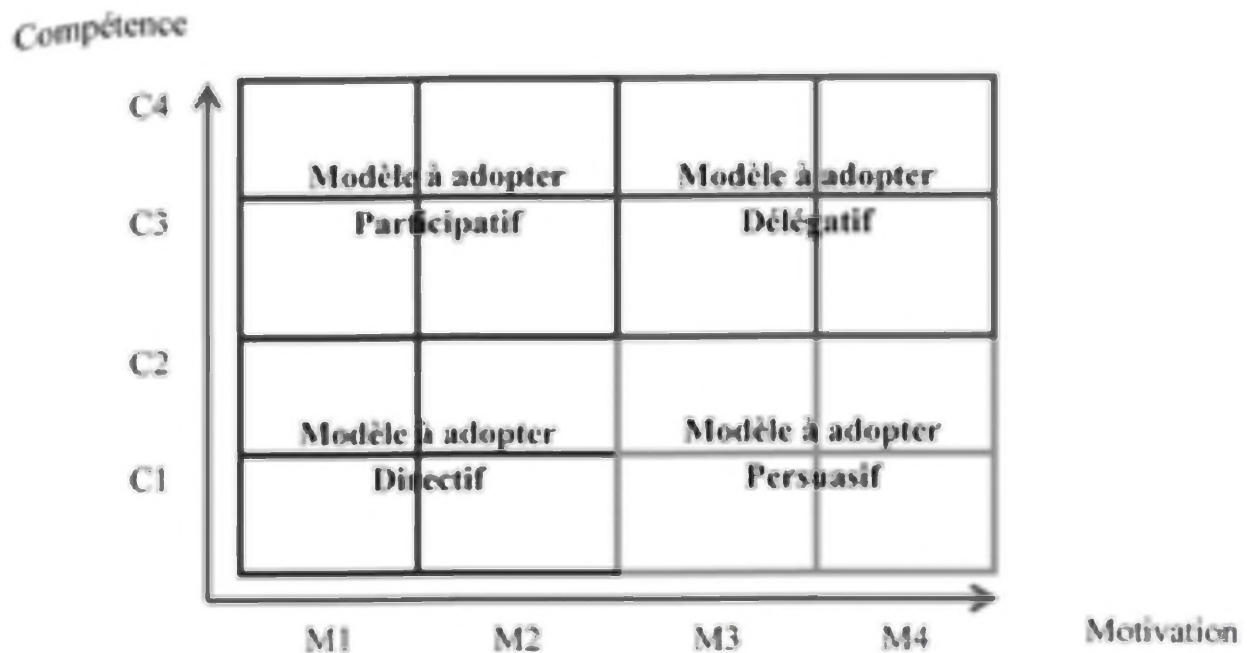 Compétence
C4
Modèle à adopter Modèle à adopter
C3 Participatif Délégatif
C2
Modèle à adopter Modèle à adopter
C1 Directif Persuasif
M1 M2 M3 M4 Motivation